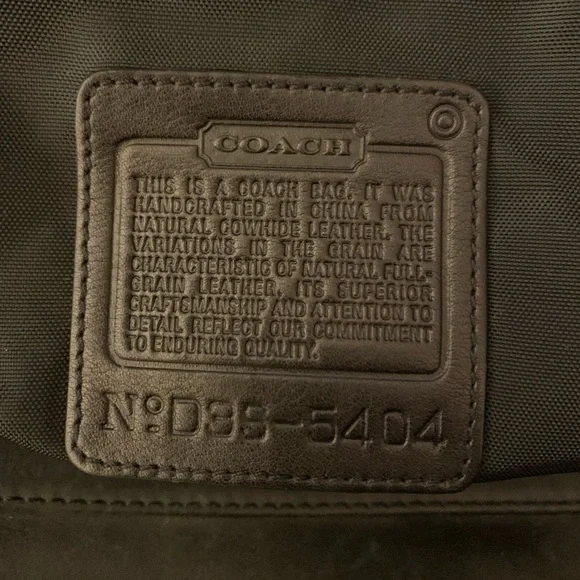 COACH
THIS IS A COACH BAG. IT WAS
HANDCRAFTED IN CHINA FROM
NATURAL COWHIDE LEATHER. THE
VARIATIONS IN THE GRAIN ARE
CHARACTERISTIC OF NATURAL FULL-
GRAIN LEATHER. ITS SUPERIOR
CRAFTSMANSHIP AND ATTENTION TO
DETAIL REFLECT OUR COMMITMENT
TO ENDURING QUALITY.
Nº:D3S-5404